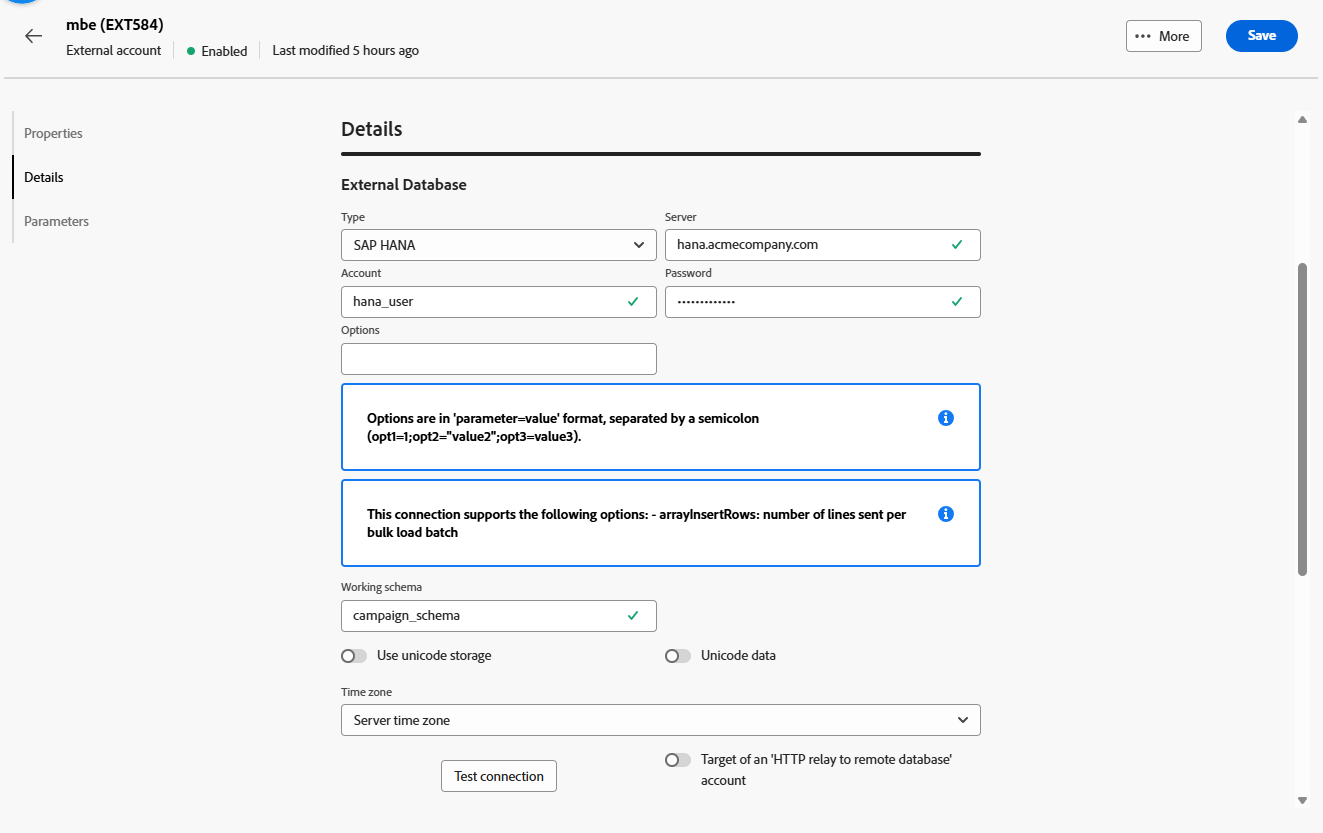 mbe (EXT584)
External account
Enabled
Last modified 5 hours ago
More
Save
Properties
Details
Parameters
Details
External Database
Type
Server
SAP HANA
hana.acmecompany.com
Account
Password
hana_user
•••••••••••••
Options
Options are in 'parameter=value' format, separated by a semicolon
(opt1=1;opt2="value2";opt3=value3).
This connection supports the following options: - arrayInsertRows: number of lines sent per
bulk load batch
Working schema
campaign_schema
Use unicode storage
Unicode data
Time zone
Server time zone
Test connection
Target of an 'HTTP relay to remote database'
account